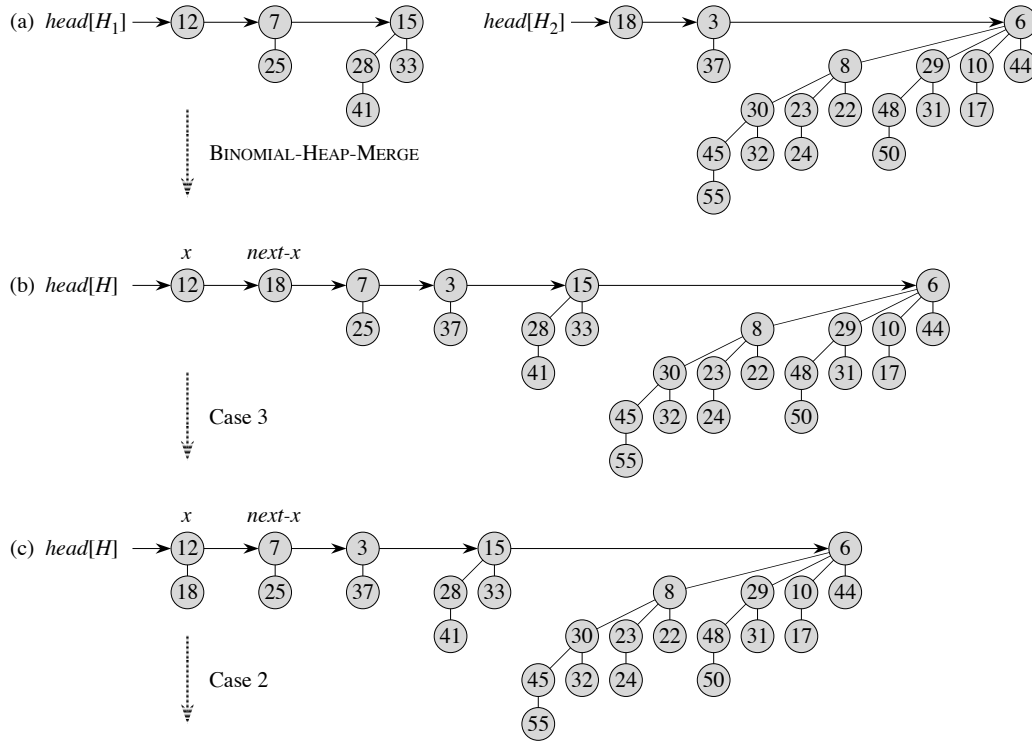 (a) head[H1] 12 7 15 head[H2] 18 3 6
25 28 33 37 8 29 10 44
41 30 23 22 48 31 17
BINOMIAL-HEAP-MERGE 45 32 24 50
55
x next-x
(b) head[H] 12 18 7 3 15 6
25 37 28 33 8 29 10 44
41 30 23 22 48 31 17
Case 3 45 32 24 50
55
x next-x
(c) head[H] 12 7 3 15 6
18 25 37 28 33 8 29 10 44
41 30 23 22 48 31 17
Case 2 45 32 24 50
55